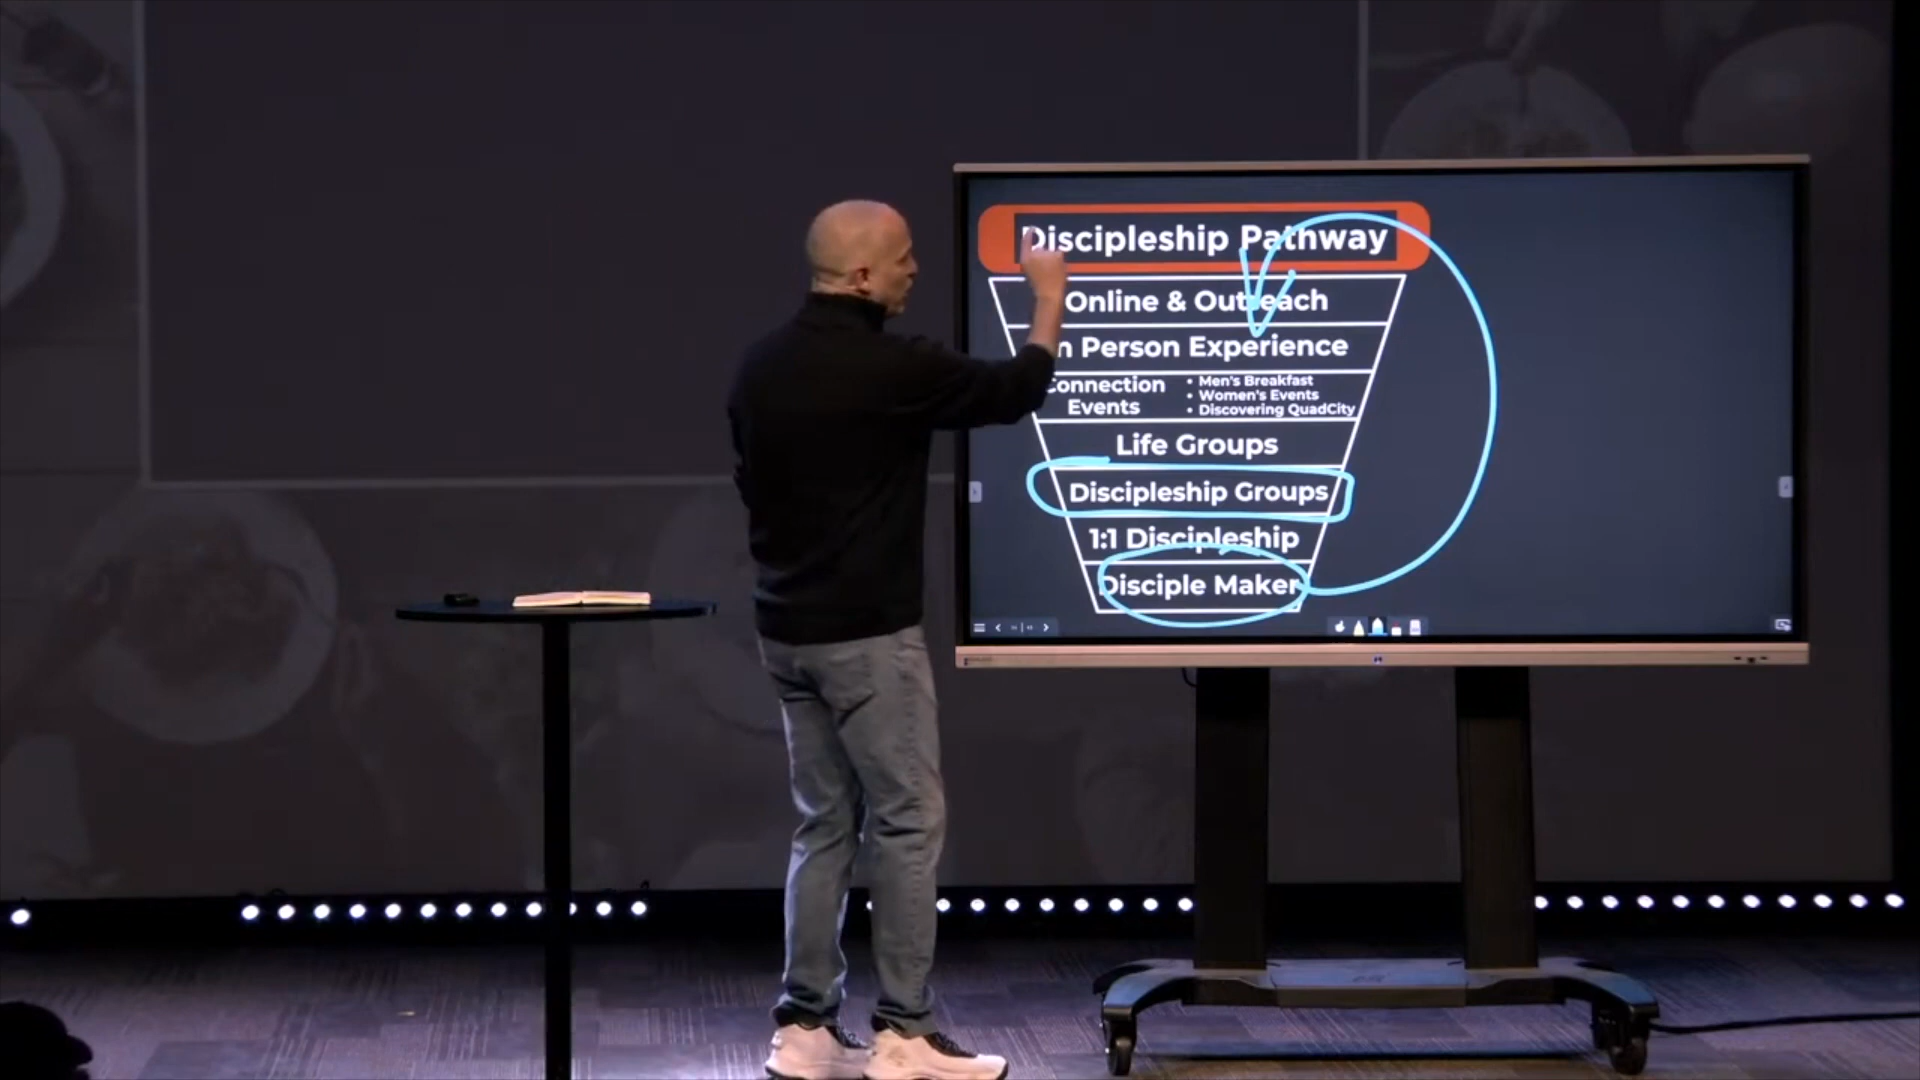 Discipleship Pathway
Online & Outreach
n Person Experience
Connection Events
• Men's Breakfast
• Women's Events
• Discovering QuadCity
Life Groups
Discipleship Groups
1:1 Discipleship
Disciple Maker